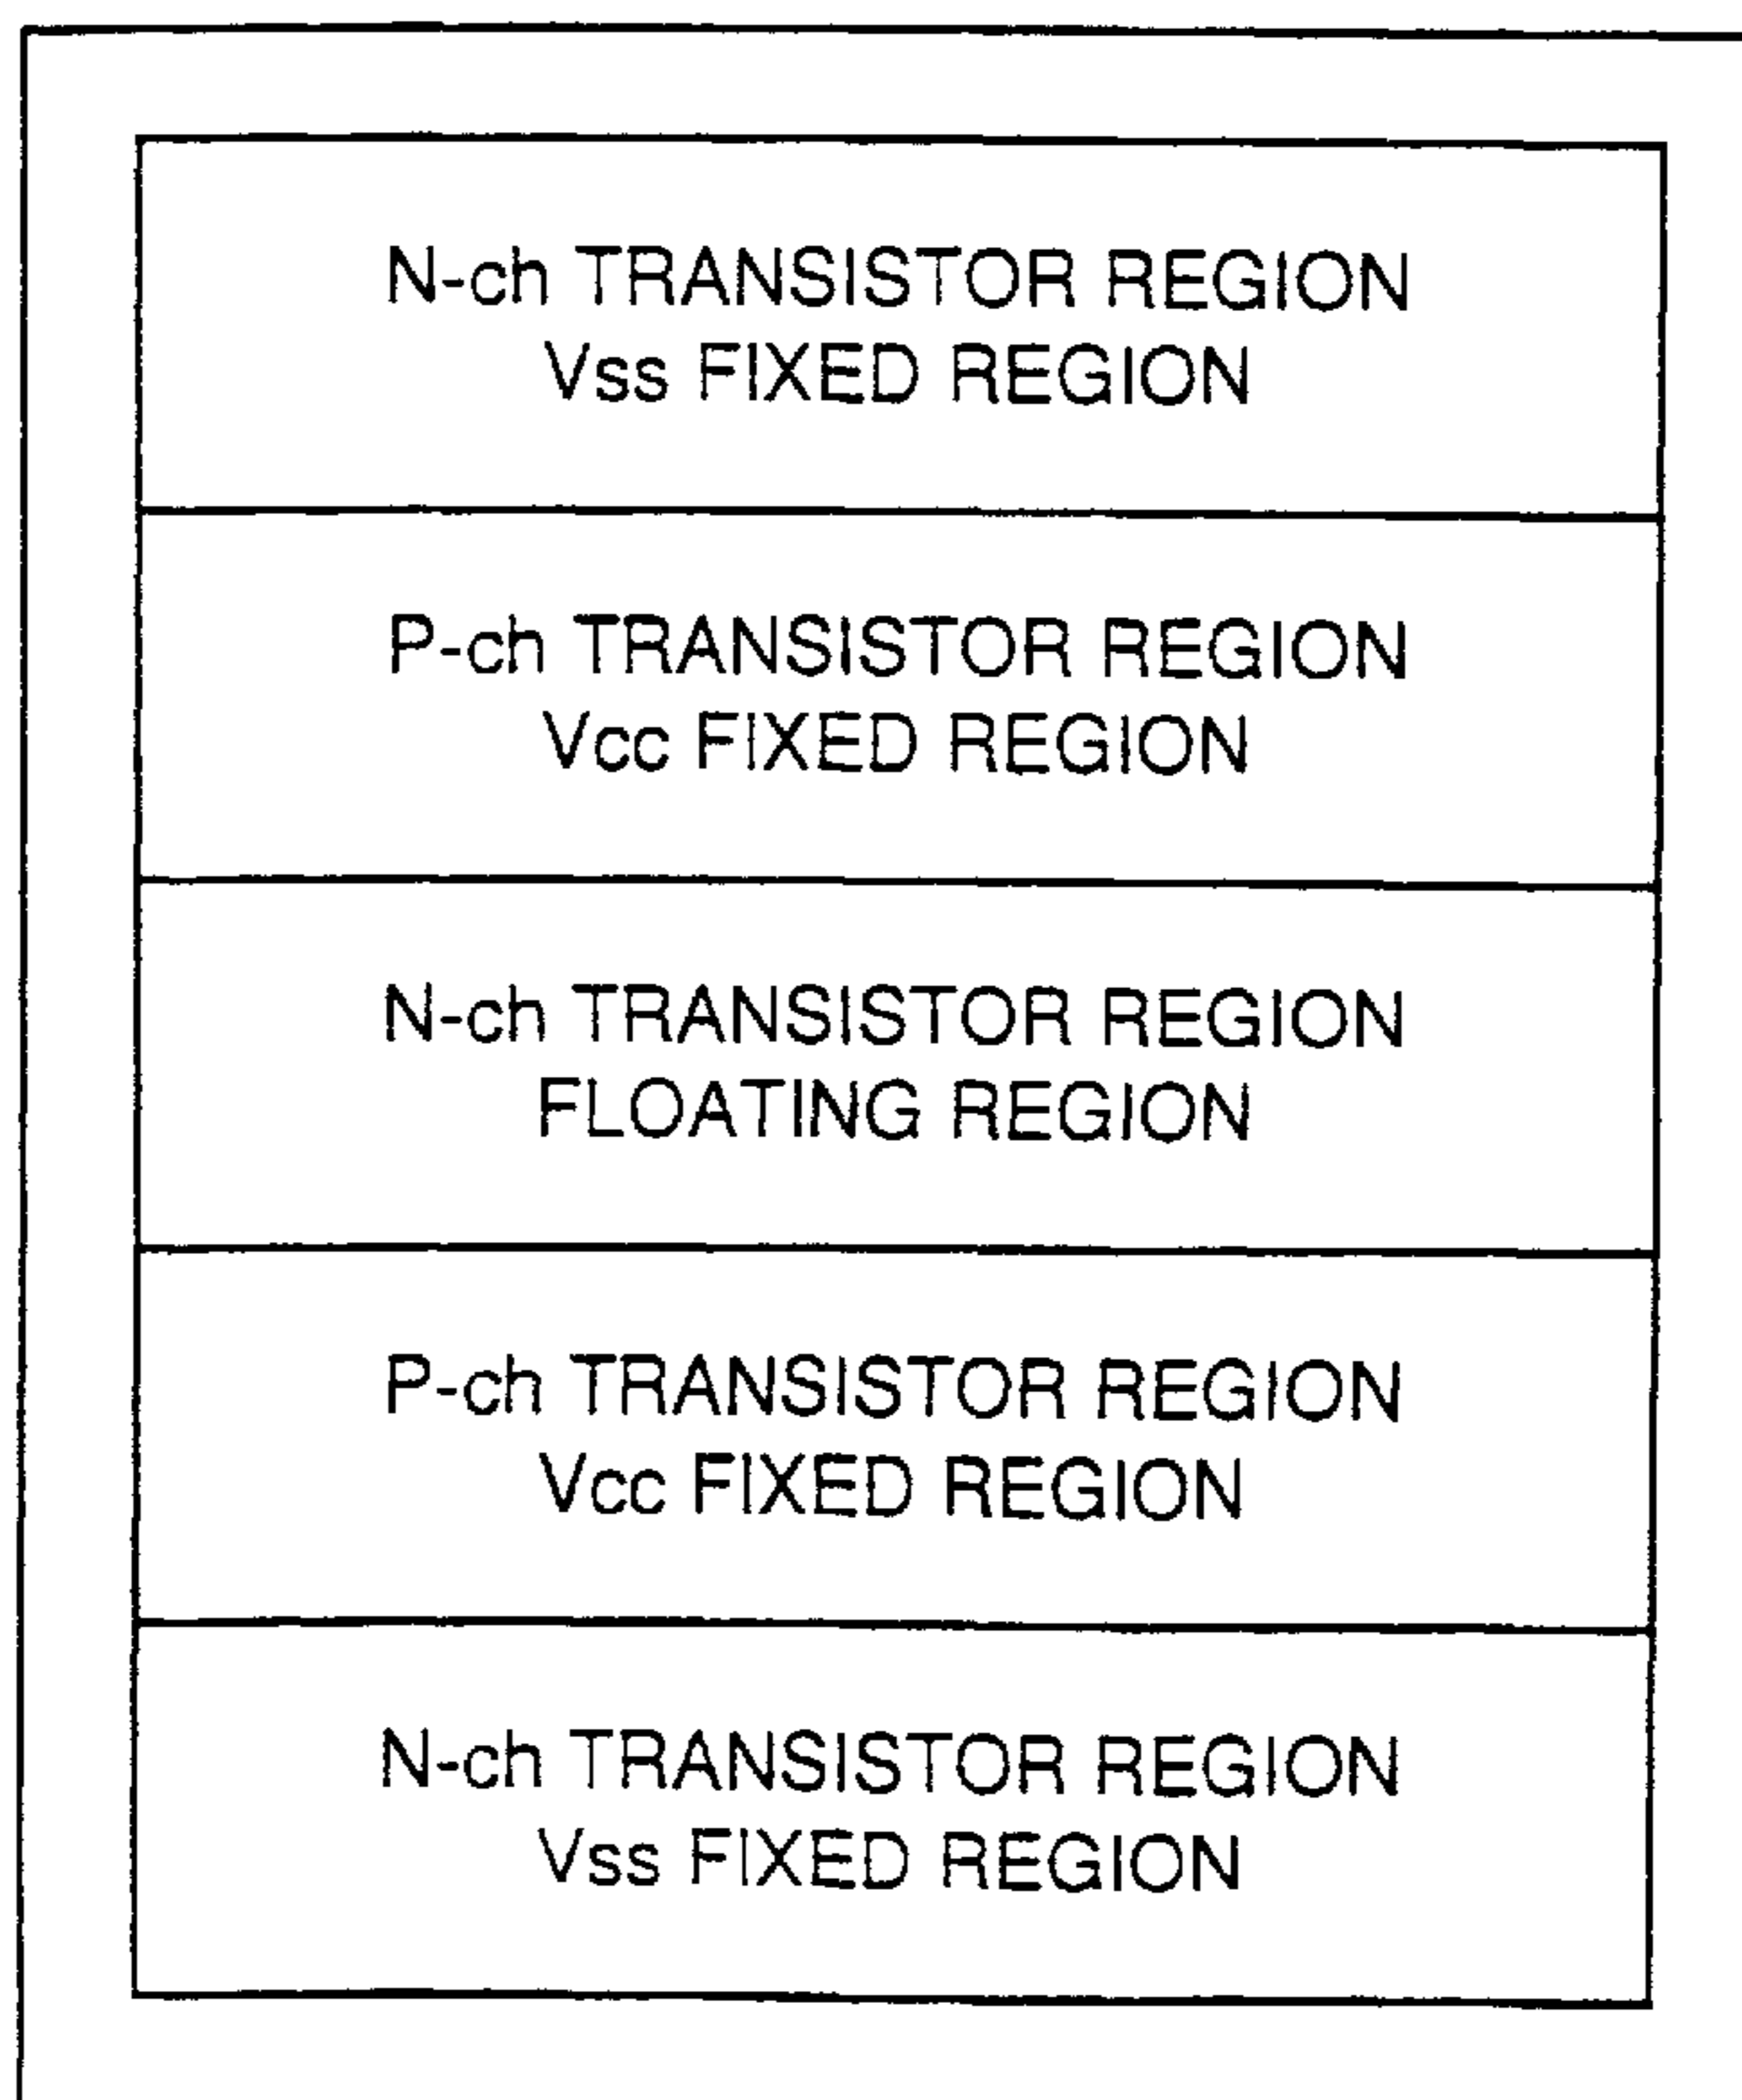 N-ch TRANSISTOR REGION
Vss FIXED REGION
P-ch TRANSISTOR REGION
Vcc FIXED REGION
N-ch TRANSISTOR REGION
FLOATING REGION
P-ch TRANSISTOR REGION
Vcc FIXED REGION
N-ch TRANSISTOR REGION
Vss FIXED REGION